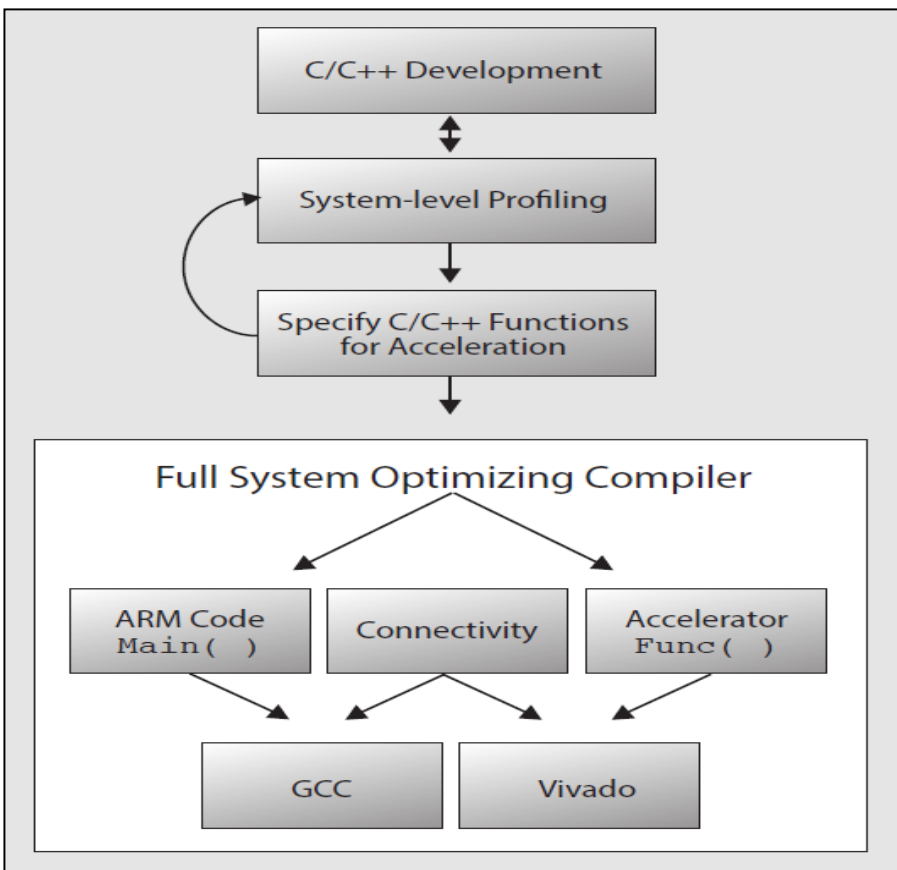 C/C++ Development
System-level Profiling
Specify C/C++ Functions
for Acceleration
Full System Optimizing Compiler
ARM Code
Main( )
Connectivity
Accelerator
Func( )
GCC
Vivado